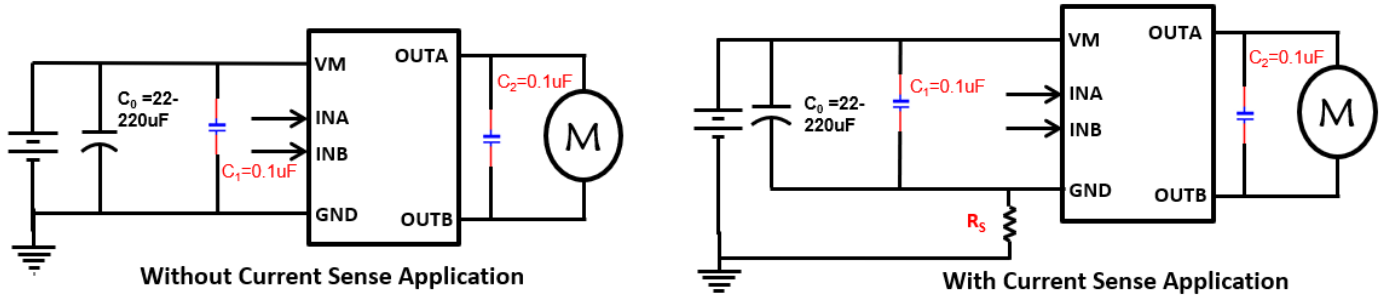 VM
OUTA
C₀ =22-
220uF
C₂=0.1uF
INA
INB
M
C₁=0.1uF
GND
OUTB
Without Current Sense Application
VM
OUTA
C₂=0.1uF
C₁=0.1uF
C₀ =22-
220uF
INA
INB
M
GND
OUTB
Rₛ
With Current Sense Application